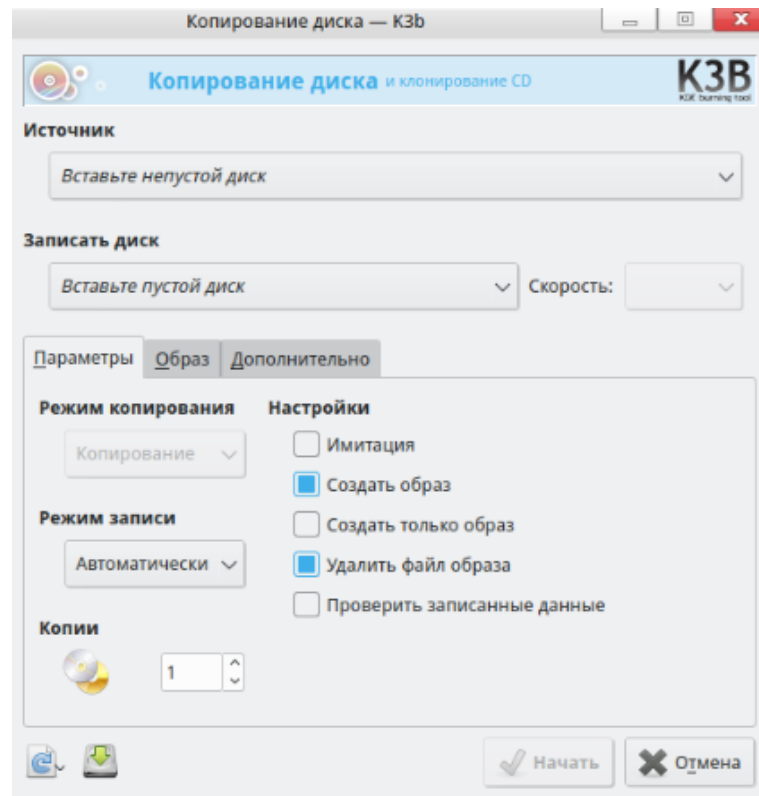 Копирование диска — K3b
Копирование диска и клонирование CD
K3B
KDE burning tool
Источник
Вставьте непустой диск
Записать диск
Вставьте пустой диск
Скорость:
Параметры Образ Дополнительно
Режим копирования
Настройки
Копирование
Имитация
Создать образ
Режим записи
Создать только образ
Автоматически
Удалить файл образа
Проверить записанные данные
Копии
1
Начать
Отмена